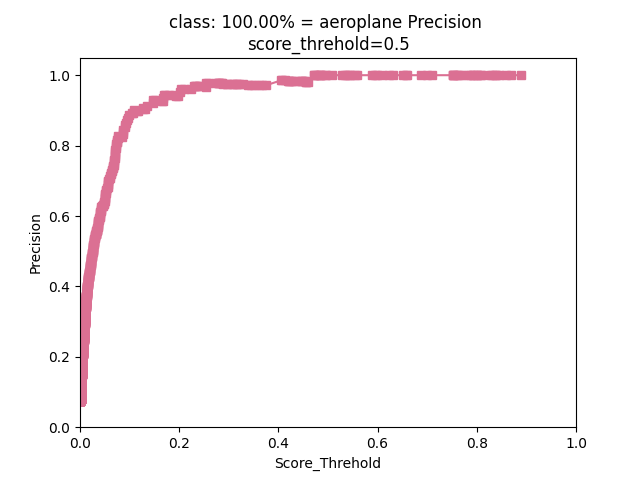 class: 100.00% = aeroplane Precision
score_threhold=0.5
1.0
0.8
0.6
0.4
0.2
0.0
Precision
0.0 0.2 0.4 0.6 0.8 1.0
Score_Threhold